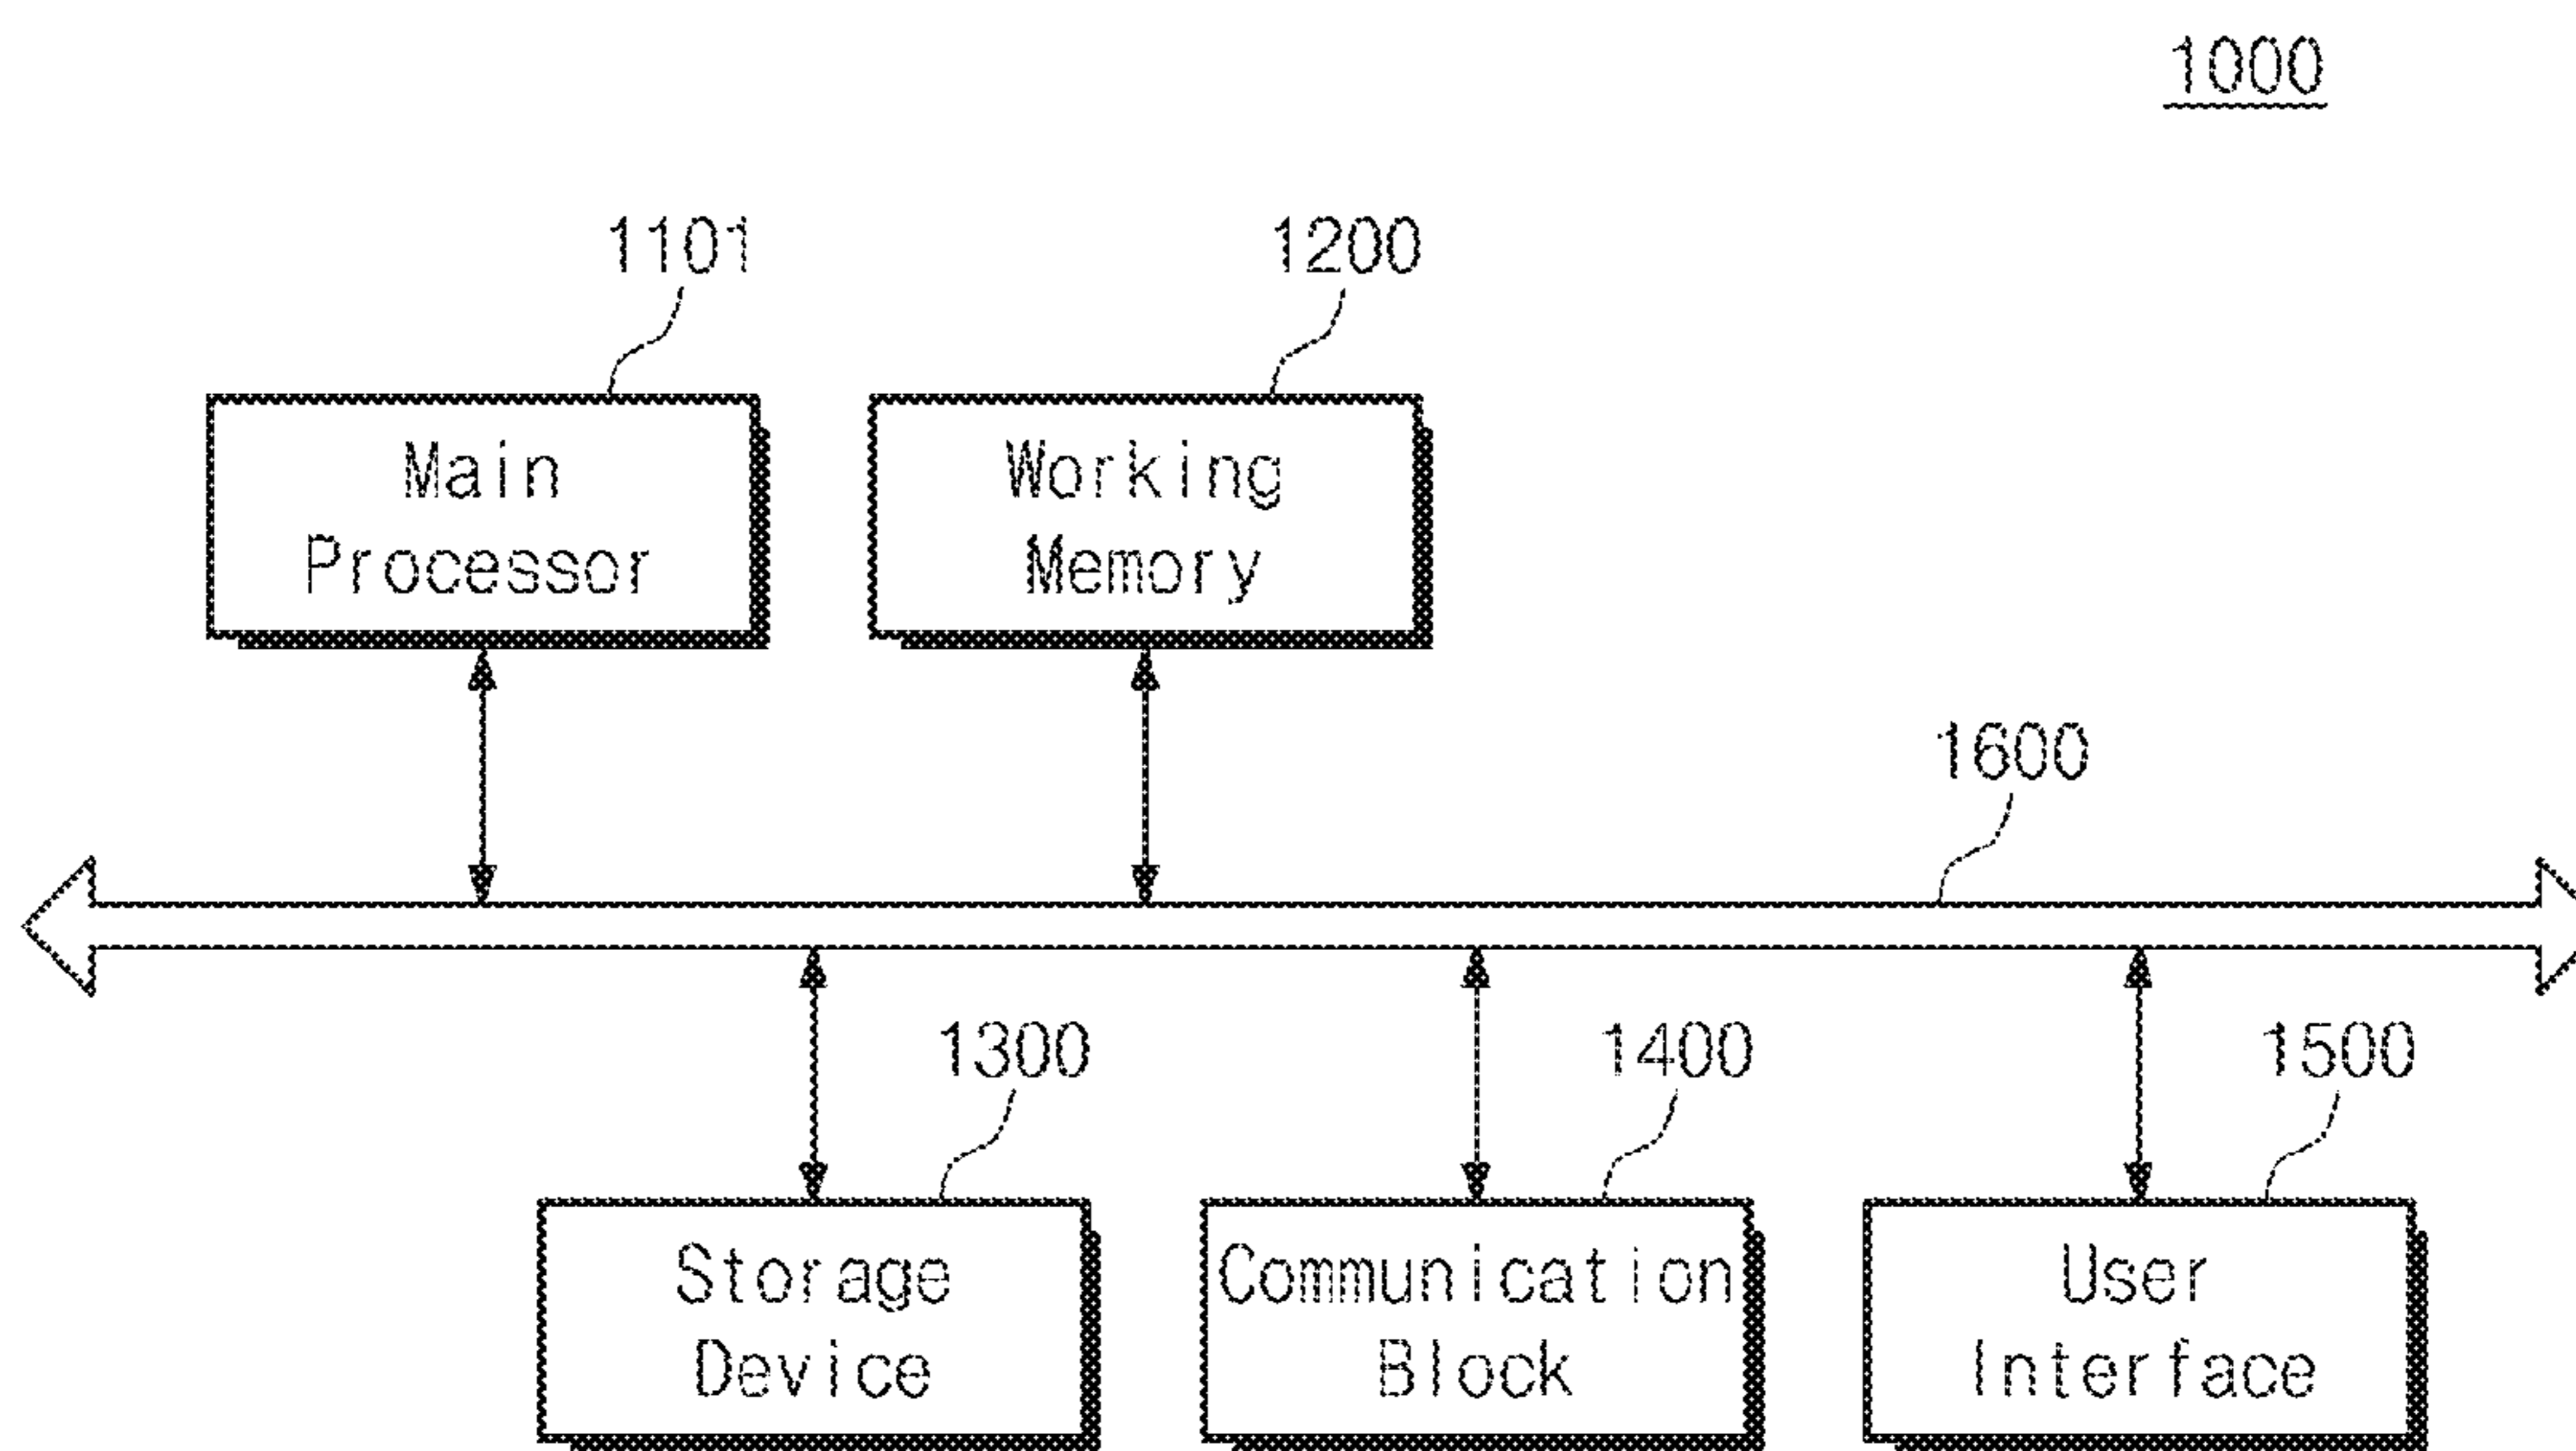 1000
1101
1200
Main
Processor
Working
Memory
1600
1300
1400
1500
Storage
Device
Communication
Block
User
Interface